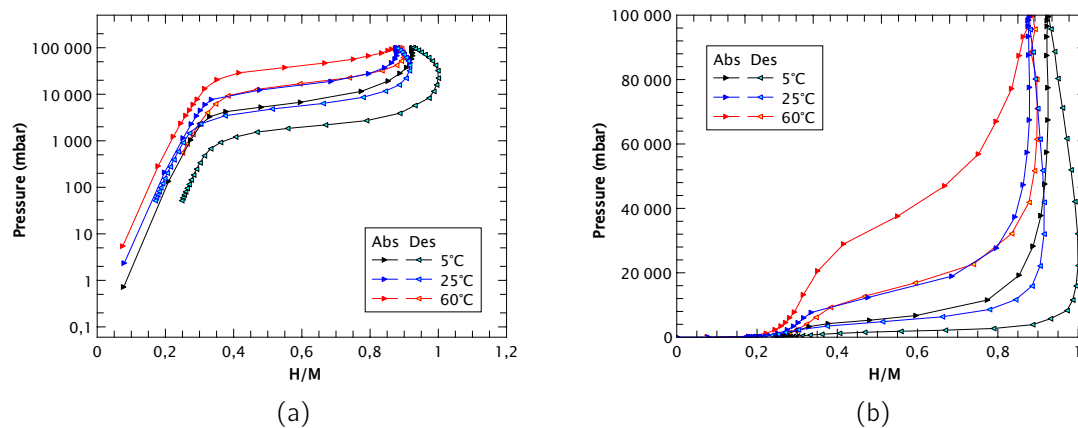 Pressure (mbar)
100 000
10 000
1 000
100
10
1
0,1
0
0,2
0,4
0,6
0,8
1
1,2
H/M
Abs Des
5°C
25°C
60°C
(a)
Pressure (mbar)
100 000
80 000
60 000
40 000
20 000
0
0
0,2
0,4
0,6
0,8
1
H/M
Abs Des
5°C
25°C
60°C
(b)